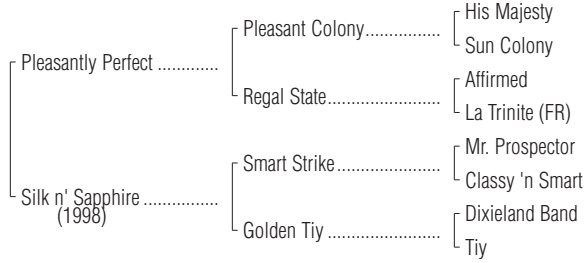 His Majesty
Pleasant Colony..................
Sun Colony
Pleasantly Perfect .............
Affirmed
Regal State.......................
La Trinite (FR)
Mr. Prospector
Smart Strike......................
Classy 'n Smart
Silk n' Sapphire ................
(1998)
Dixieland Band
Golden Tiy .......................
Tiy